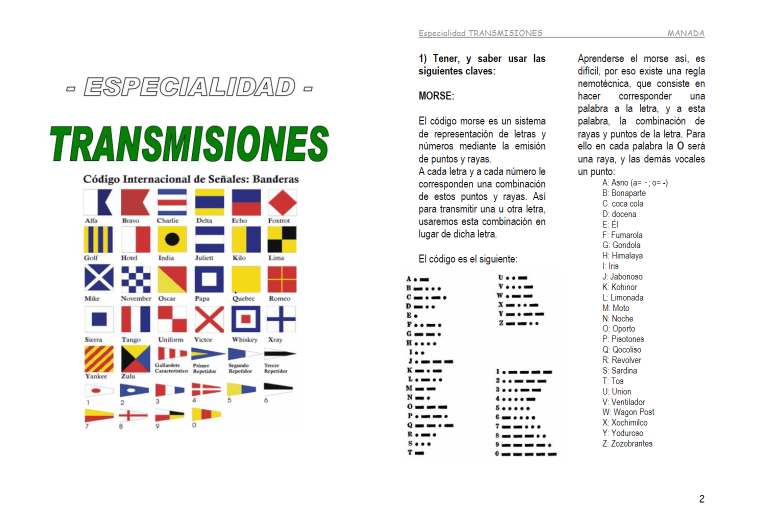 - ESPECIALIDAD -
TRANSMISIONES
Código Internacional de Señales: Banderas
Alfa Bravo Charlie Delta Echo Foxtrot
Golf Hotel India Juliett Kilo Lima
Mike November Oscar Papa Quebec Romeo
Sierra Tango Uniform Victor Whiskey Xray
Yankee Zulu Gallardete Característico Primer Repetidor Segundo Repetidor Tercer Repetidor
1 2 3 4 5 6
7 8 9 0
Especialidad TRANSMISIONES MANADA
1) Tener, y saber usar las
siguientes claves:
MORSE:
El código morse es un sistema
de representación de letras y
números mediante la emisión
de puntos y rayas.
A cada letra y a cada número le
corresponden una combinación
de estos puntos y rayas. Así
para transmitir una u otra letra,
usaremos esta combinación en
lugar de dicha letra.
El código es el siguiente:
A • —
B — • • •
C — • — •
D — • •
E •
F • • — •
G — — •
H • • • •
I • •
J • — — —
K — • —
L • — • •
M — —
N — •
O — — —
P • — — •
Q — — • —
R • — •
S • • •
T —
U • • —
V • • • —
W • — —
X — • • —
Y — • — —
Z — — • •
1 • — — — —
2 • • — — —
3 • • • — —
4 • • • • —
5 • • • • •
6 — • • • •
7 — — • • •
8 — — — • •
9 — — — — •
0 — — — — —
Aprenderse el morse así, es
difícil, por eso existe una regla
nemotécnica, que consiste en
hacer corresponder una
palabra a la letra, y a esta
palabra, la combinación de
rayas y puntos de la letra. Para
ello en cada palabra la O será
una raya, y las demás vocales
un punto:
A: Asno (a= ·, o= -)
B: Bonaparte
C: coca cola
D: docena
E: Él
F: Fumarola
G: Gondola
H: Himalaya
I: Iris
J: Jabonoso
K: Kohinor
L: Limonada
M: Moto
N: Noche
O: Oporto
P: Pisotones
Q: Qocoliso
R: Revolver
S: Sardina
T: Tos
U: Union
V: Ventilador
W: Wagon Post
X: Xochimilco
Y: Yoduroso
Z: Zozobrantes
2